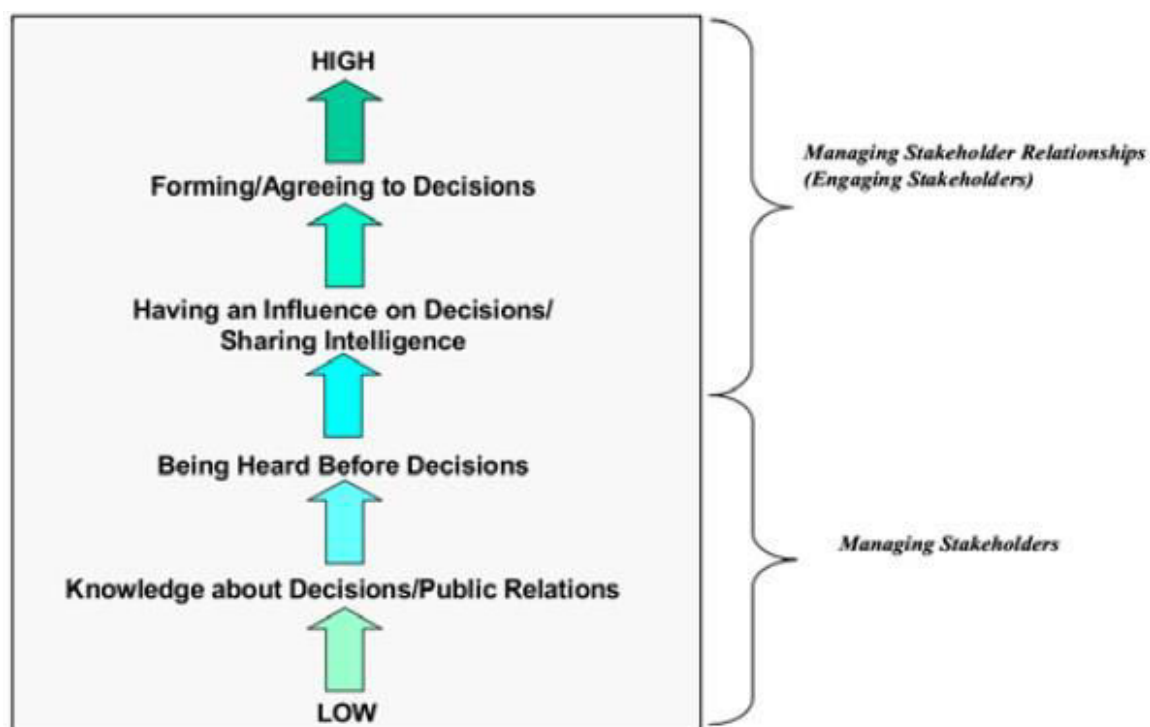 HIGH
Forming/Agreeing to Decisions
Having an Influence on Decisions/
Sharing Intelligence
Being Heard Before Decisions
Knowledge about Decisions/Public Relations
LOW
Managing Stakeholder Relationships
(Engaging Stakeholders)
Managing Stakeholders